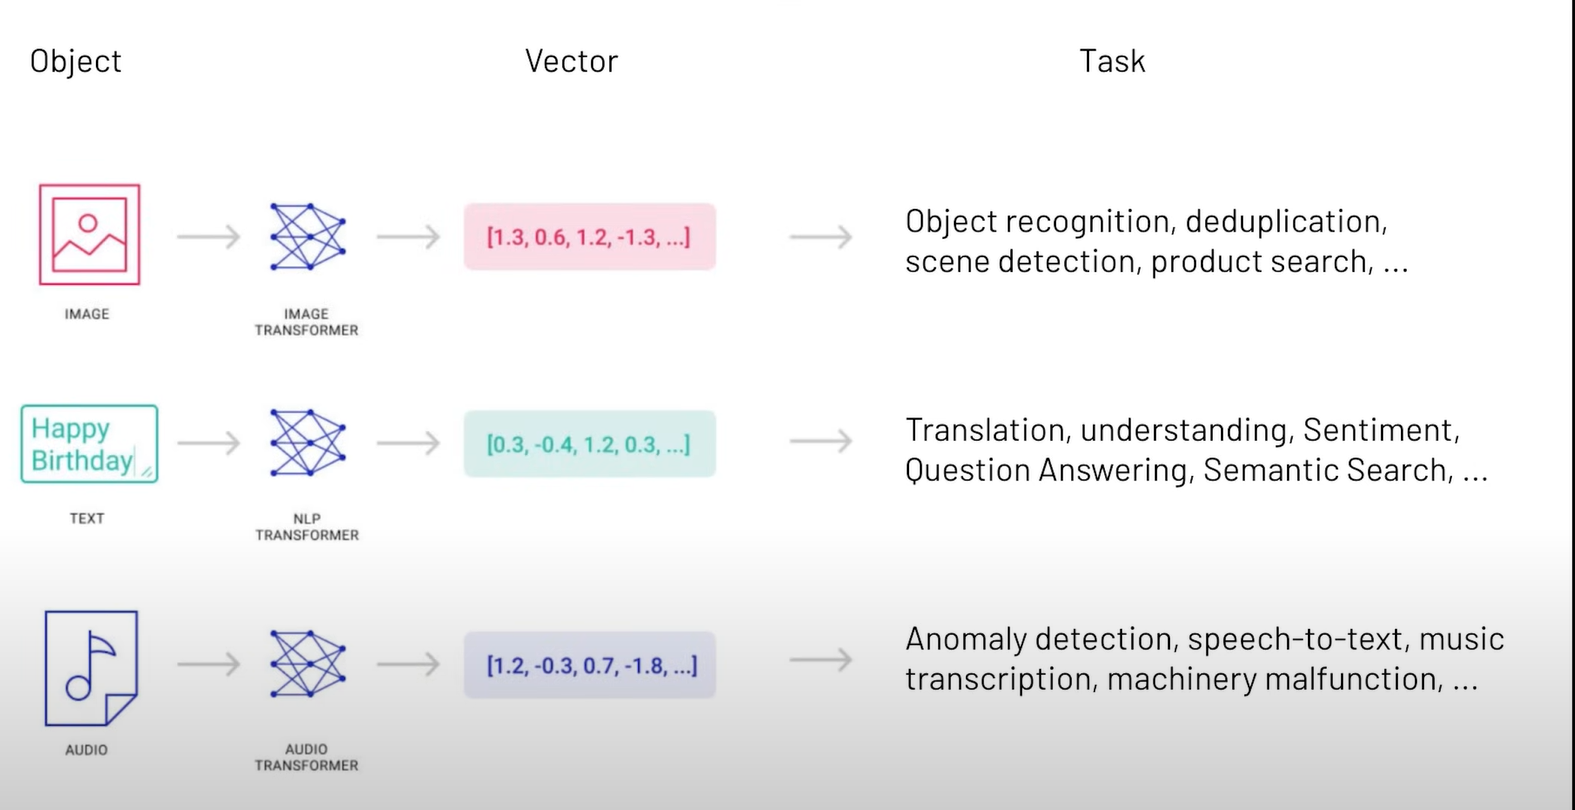 Object
Vector
Task
[1.3, 0.6, 1.2, -1.3, ...]
Object recognition, deduplication,
scene detection, product search, ...
IMAGE
IMAGE
TRANSFORMER
Happy
Birthday
[0.3, -0.4, 1.2, 0.3, ...]
Translation, understanding, Sentiment,
Question Answering, Semantic Search, ...
TEXT
NLP
TRANSFORMER
[1.2, -0.3, 0.7, -1.8, ...]
Anomaly detection, speech-to-text, music
transcription, machinery malfunction, ...
AUDIO
AUDIO
TRANSFORMER